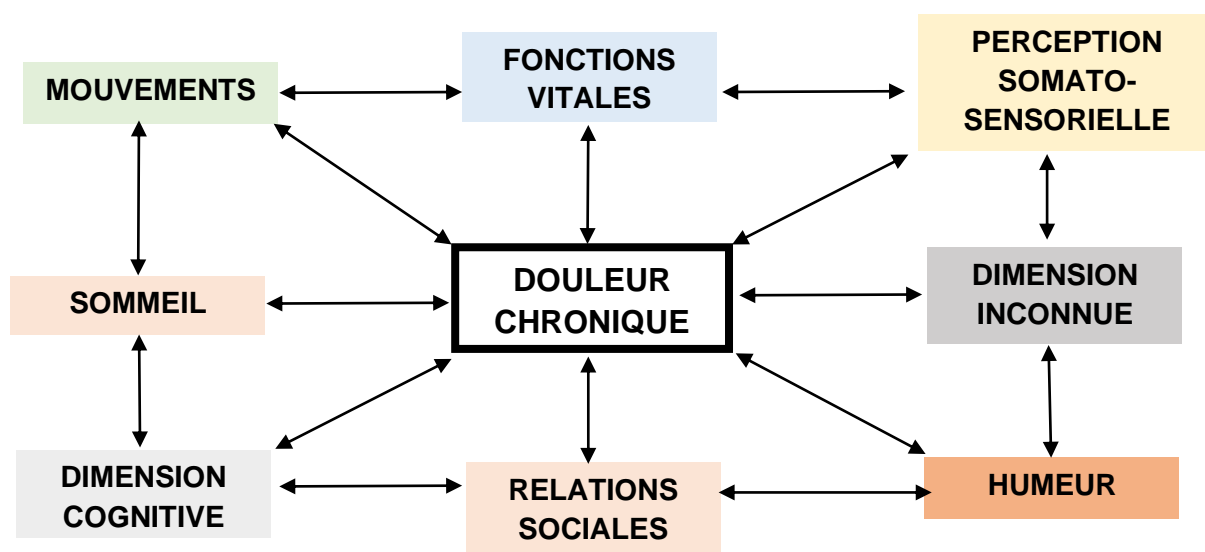 MOUVEMENTS
FONCTIONS
VITALES
PERCEPTION
SOMATO-
SENSORIELLE
SOMMEIL
DOULEUR
CHRONIQUE
DIMENSION
INCONNUE
DIMENSION
COGNITIVE
RELATIONS
SOCIALES
HUMEUR